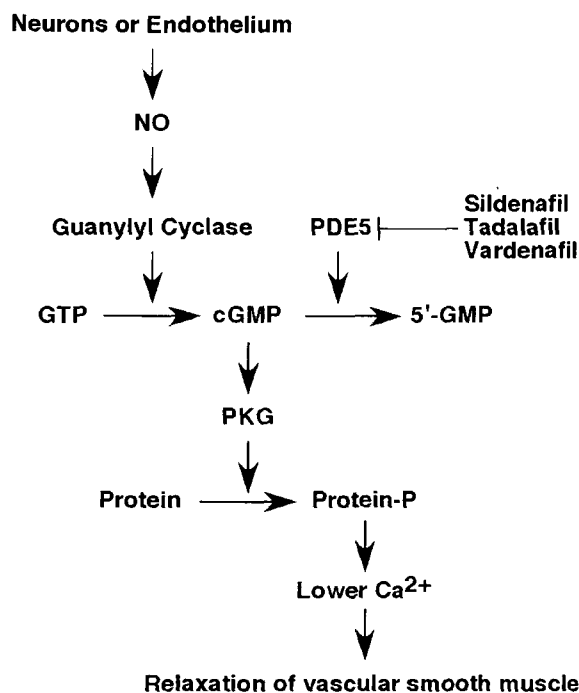 Neurons or Endothelium
NO
Guanylyl Cyclase
PDE5
Sildenafil
Tadalafil
Vardenafil
GTP
cGMP
5'-GMP
PKG
Protein
Protein-P
Lower Ca2+
Relaxation of vascular smooth muscle